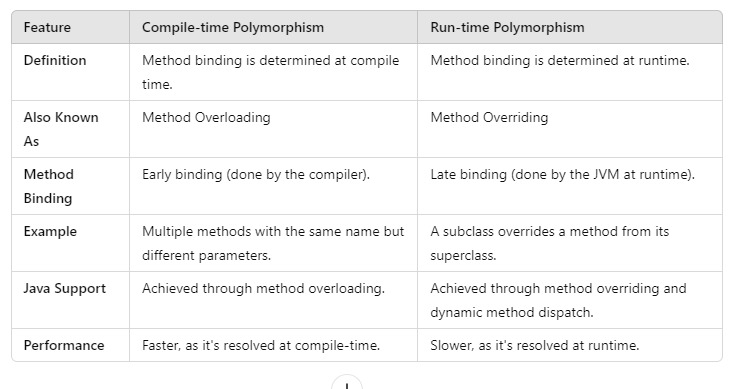 Feature Compile-time Polymorphism Run-time Polymorphism
Definition Method binding is determined at compile time. Method binding is determined at runtime.
Also Known As Method Overloading Method Overriding
Method Binding Early binding (done by the compiler). Late binding (done by the JVM at runtime).
Example Multiple methods with the same name but different parameters. A subclass overrides a method from its superclass.
Java Support Achieved through method overloading. Achieved through method overriding and dynamic method dispatch.
Performance Faster, as it's resolved at compile-time. Slower, as it's resolved at runtime.